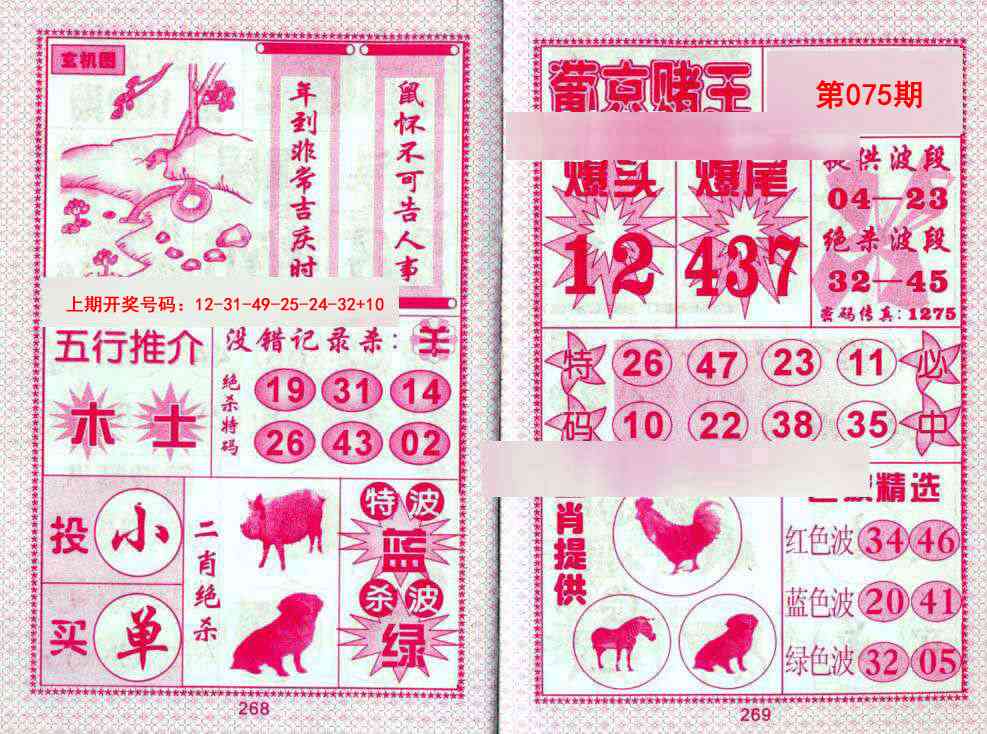 玄机图
鼠怀不可告人事
年到非常吉庆时
上期开奖号码：12-31-49-25-24-32+10
五行推介
木 土
没错记录杀：羊
绝杀特码
19 31 14
26 43 02
投 小
买 单
二肖绝杀
特波
蓝
杀波
绿
268
葡京赌王
第075期
爆头
12
爆尾
437
提供波段
04—23
绝杀波段
32—45
密码传真：1275
特码
26 47 23 11
10 22 38 35
必中
肖提供
精选
红色波 34 46
蓝色波 20 41
绿色波 32 05
269